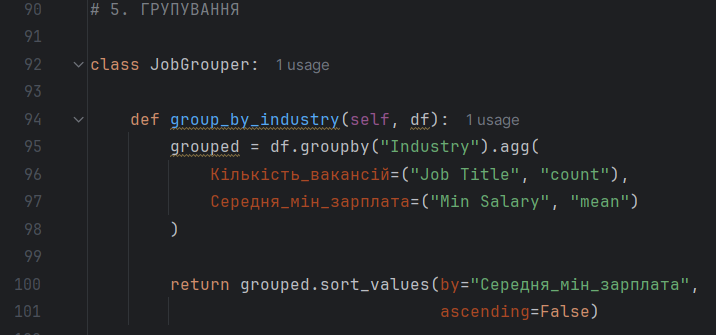 90 # 5. ГРУПУВАННЯ
91
92 class JobGrouper: 1 usage
93
94 def group_by_industry(self, df): 1 usage
95 grouped = df.groupby("Industry").agg(
96 Кількість_вакансій=("Job Title", "count"),
97 Середня_мін_зарплата=("Min Salary", "mean")
98 )
99
100 return grouped.sort_values(by="Середня_мін_зарплата",
101 ascending=False)